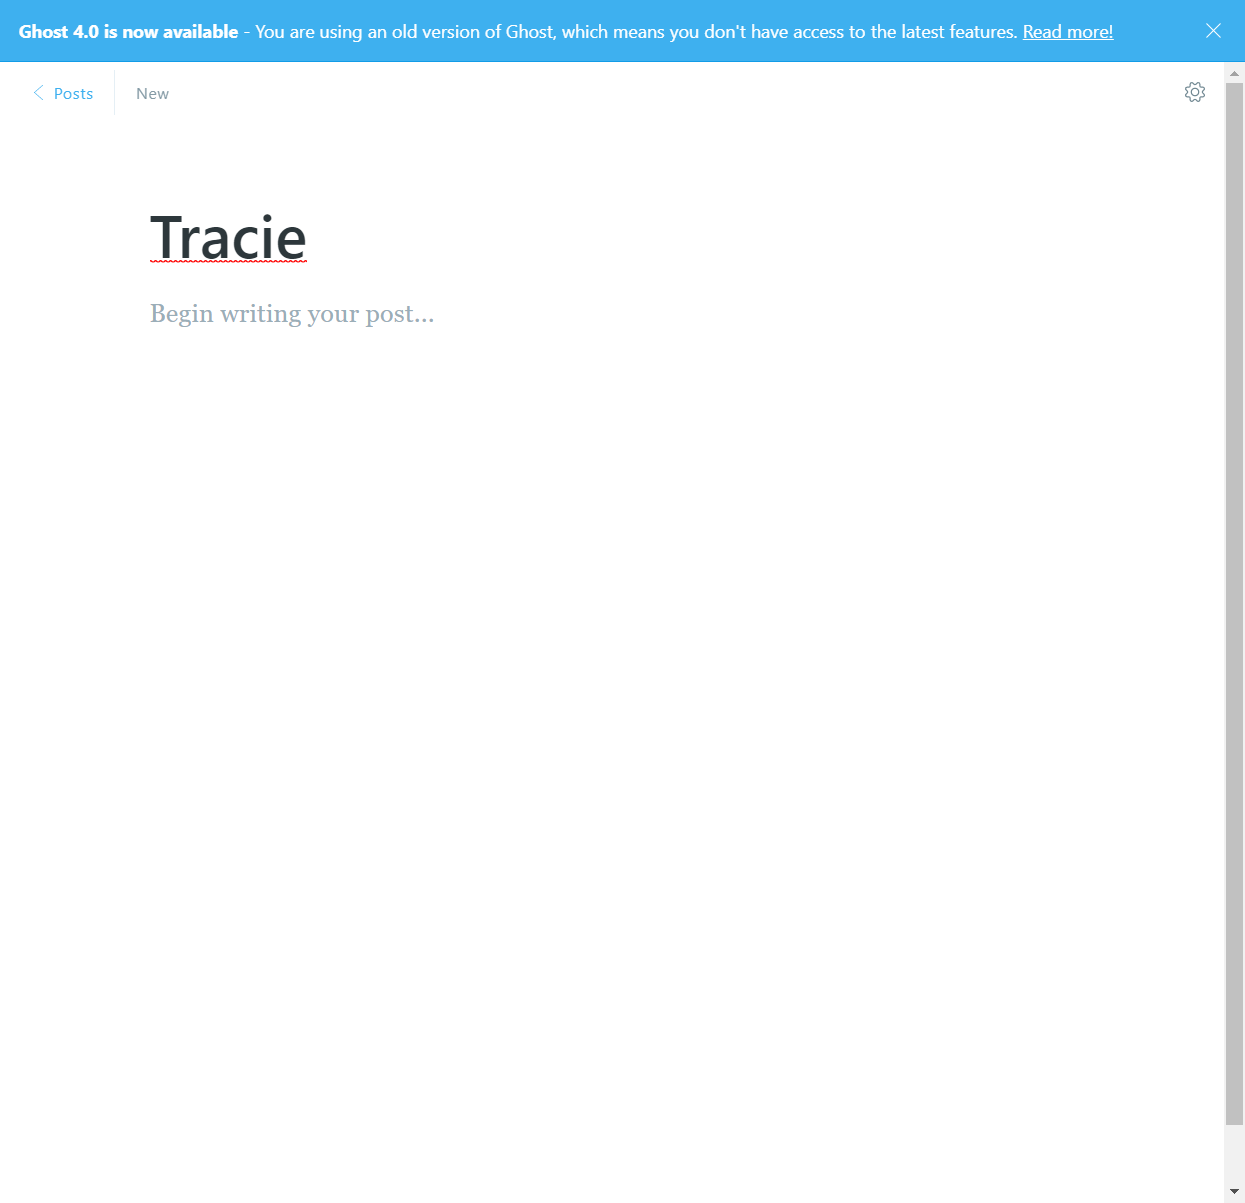 Ghost 4.0 is now available - You are using an old version of Ghost, which means you don't have access to the latest features. Read more!
Posts New
Tracie
Begin writing your post...